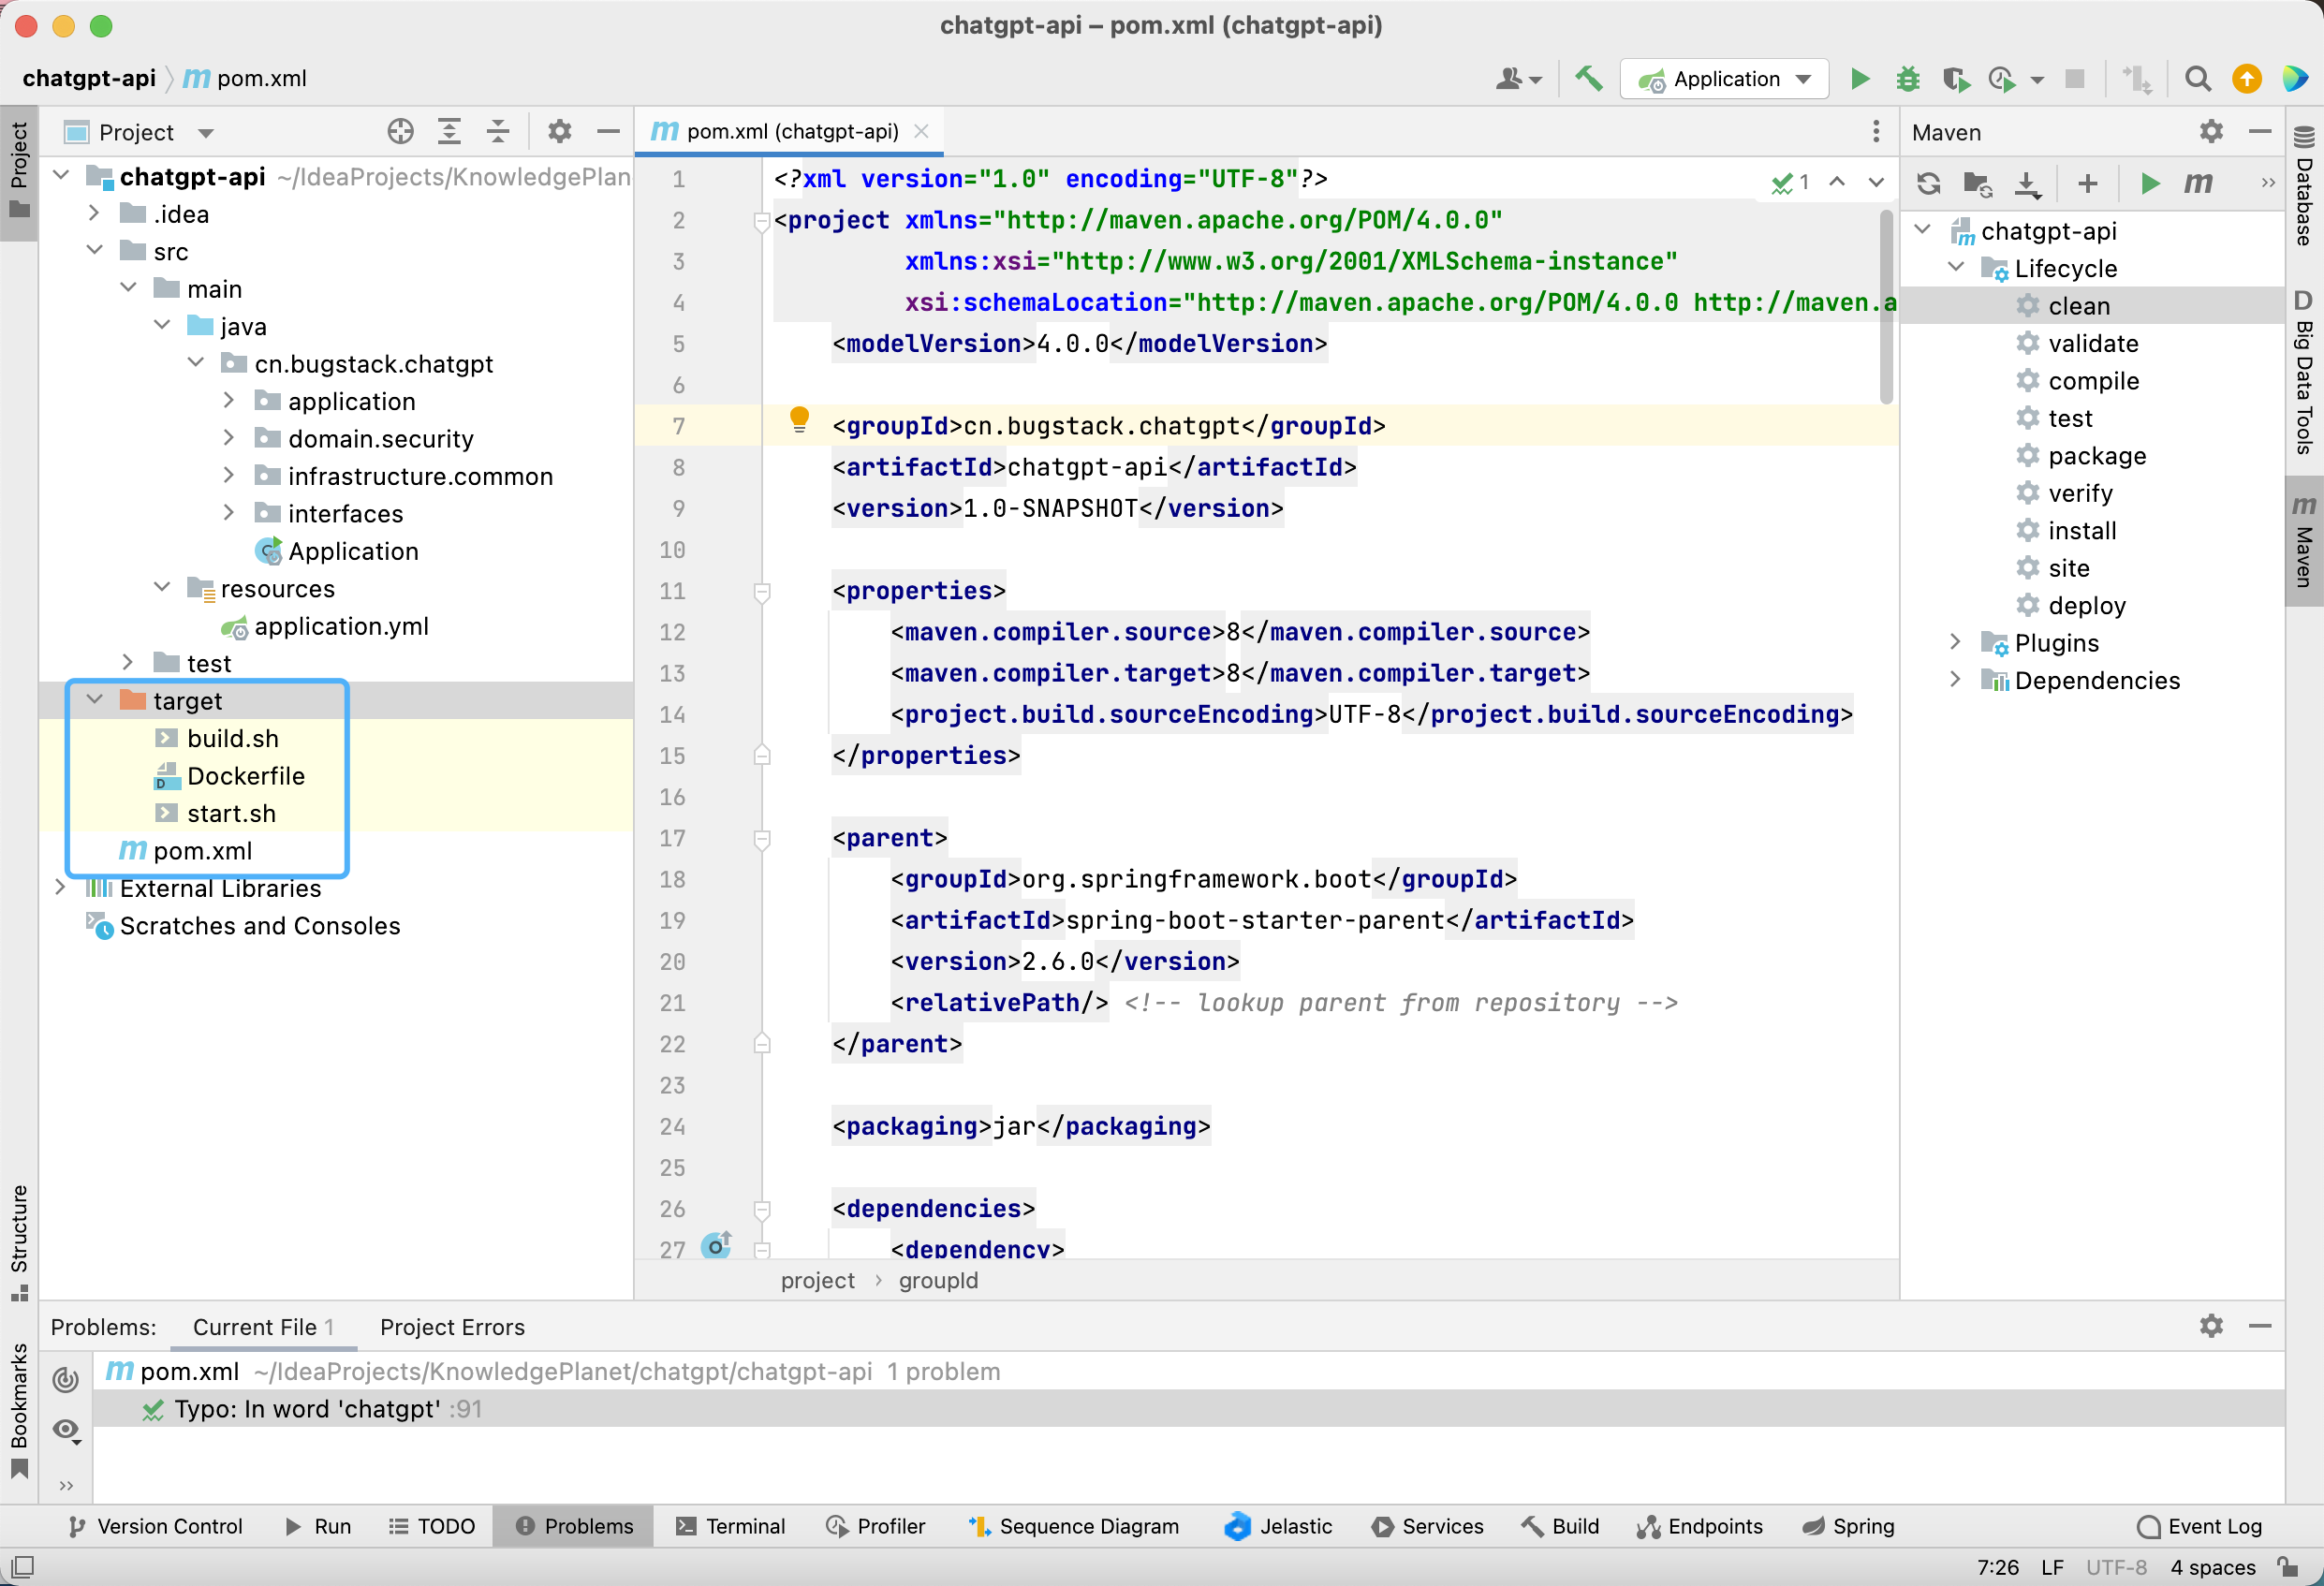 chatgpt-api – pom.xml (chatgpt-api)
chatgpt-api pom.xml
Application
Project
Project
chatgpt-api ~/IdeaProjects/KnowledgePlan
.idea
src
main
java
cn.bugstack.chatgpt
application
domain.security
infrastructure.common
interfaces
Application
resources
application.yml
test
target
build.sh
Dockerfile
start.sh
pom.xml
External Libraries
Scratches and Consoles
Structure
Bookmarks
pom.xml (chatgpt-api)
1
1 <?xml version="1.0" encoding="UTF-8"?>
2 <project xmlns="http://maven.apache.org/POM/4.0.0"
3 xmlns:xsi="http://www.w3.org/2001/XMLSchema-instance"
4 xsi:schemaLocation="http://maven.apache.org/POM/4.0.0 http://maven.a
5 <modelVersion>4.0.0</modelVersion>
6
7 <groupId>cn.bugstack.chatgpt</groupId>
8 <artifactId>chatgpt-api</artifactId>
9 <version>1.0-SNAPSHOT</version>
10
11 <properties>
12 <maven.compiler.source>8</maven.compiler.source>
13 <maven.compiler.target>8</maven.compiler.target>
14 <project.build.sourceEncoding>UTF-8</project.build.sourceEncoding>
15 </properties>
16
17 <parent>
18 <groupId>org.springframework.boot</groupId>
19 <artifactId>spring-boot-starter-parent</artifactId>
20 <version>2.6.0</version>
21 <relativePath/> <!-- lookup parent from repository -->
22 </parent>
23
24 <packaging>jar</packaging>
25
26 <dependencies>
27 <dependency>
project › groupId
Maven
chatgpt-api
Lifecycle
clean
validate
compile
test
package
verify
install
site
deploy
Plugins
Dependencies
Database
D Big Data Tools
Maven
Problems: Current File 1 Project Errors
pom.xml ~/IdeaProjects/KnowledgePlanet/chatgpt/chatgpt-api 1 problem
Typo: In word 'chatgpt' :91
Version Control Run TODO Problems Terminal Profiler Sequence Diagram Jelastic Services Build Endpoints Spring Event Log
7:26 LF UTF-8 4 spaces